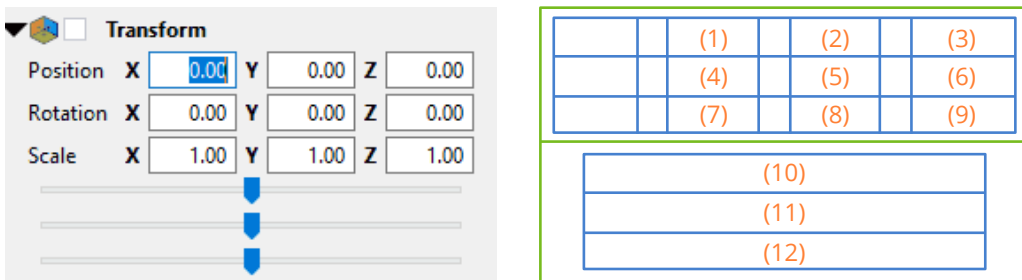 Transform
Position X 0.00 Y 0.00 Z 0.00
Rotation X 0.00 Y 0.00 Z 0.00
Scale X 1.00 Y 1.00 Z 1.00
(1) (2) (3)
(4) (5) (6)
(7) (8) (9)
(10)
(11)
(12)